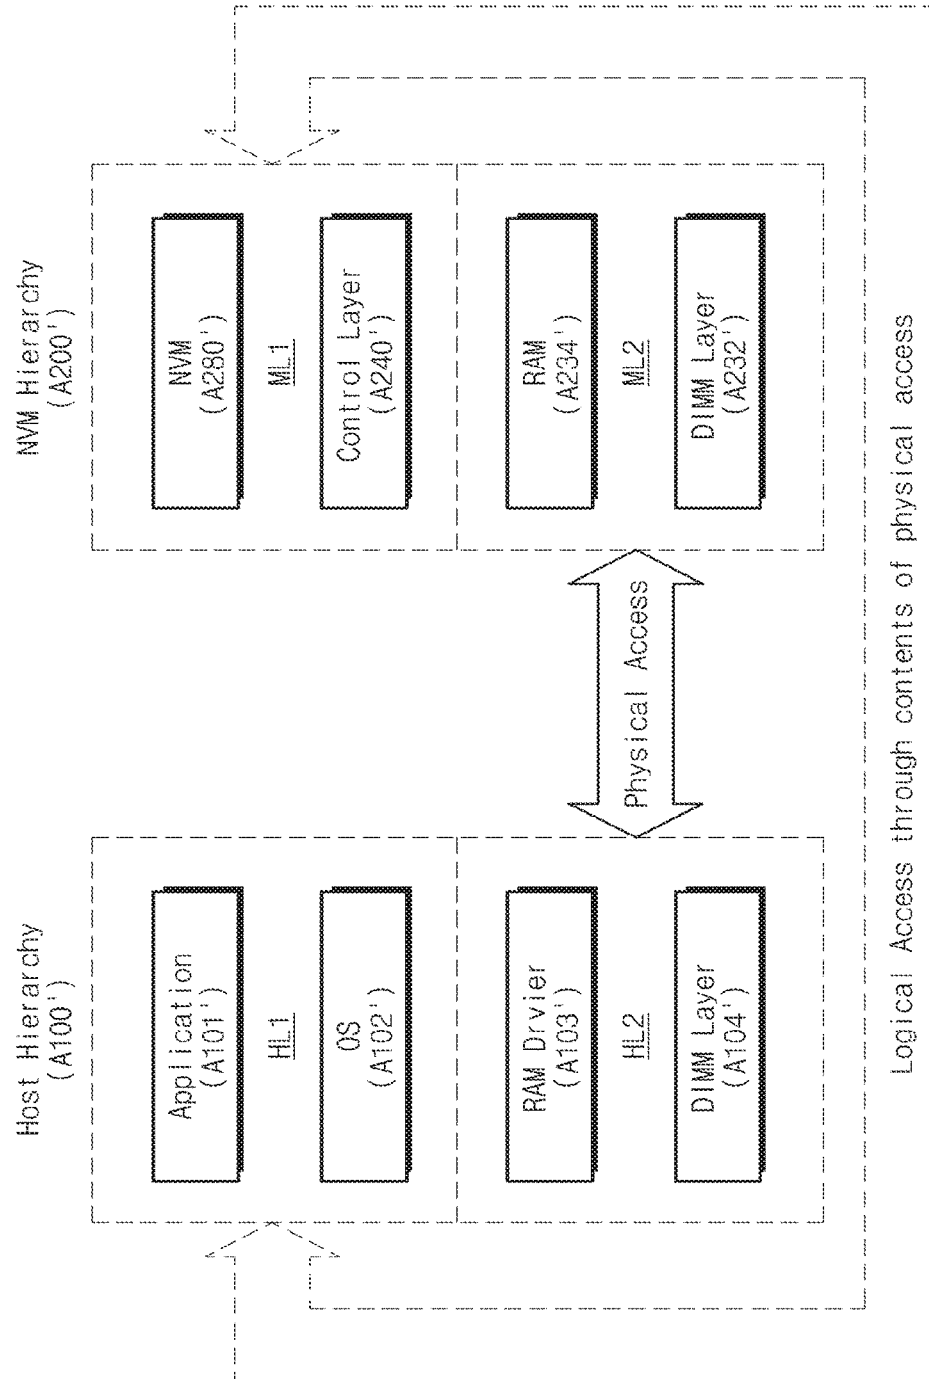 Host Hierarchy
(A100')
NVM Hierarchy
(A200')
Application
(A101')
HL1
OS
(A102')
NVM
(A280')
ML1
Control Layer
(A240')
RAM Drvier
(A103')
HL2
DIMM Layer
(A104')
Physical Access
RAM
(A234')
ML2
DIMM Layer
(A232')
Logical Access through contents of physical access